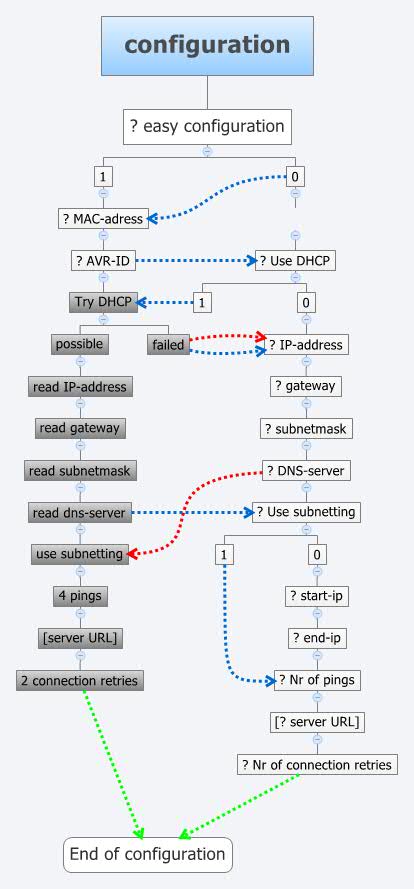 configuration
? easy configuration
1
0
? MAC-adress
? AVR-ID
? Use DHCP
Try DHCP
1
0
possible
failed
? IP-address
read IP-address
? gateway
read gateway
? subnetmask
read subnetmask
? DNS-server
read dns-server
? Use subnetting
use subnetting
1
0
4 pings
? start-ip
[server URL]
? end-ip
2 connection retries
? Nr of pings
[? server URL]
? Nr of connection retries
End of configuration